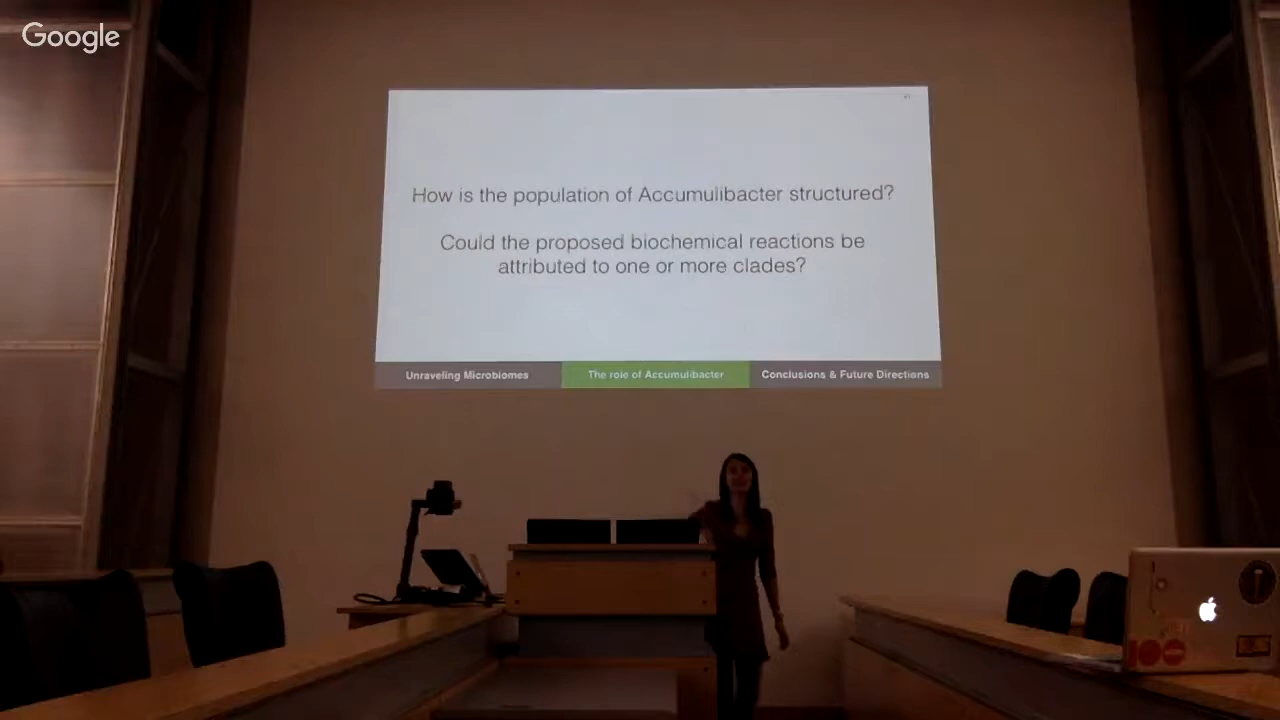 Google
How is the population of Accumulibacter structured?
Could the proposed biochemical reactions be
attributed to one or more clades?
Unraveling Microbiomes
The role of Accumulibacter
Conclusions & Future Directions